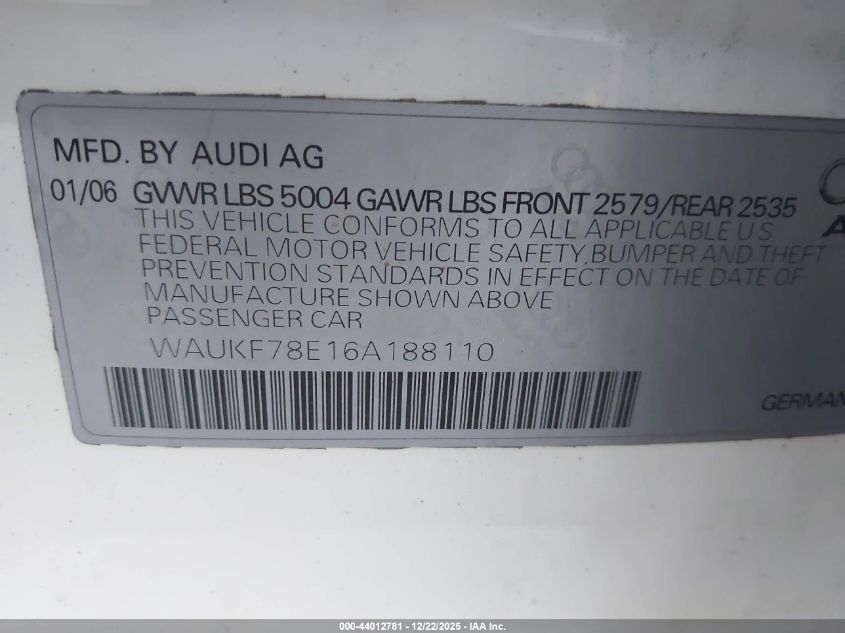 MFD. BY AUDI AG
01/06 GVWR LBS 5004 GAWR LBS FRONT 2579/REAR 2535
THIS VEHICLE CONFORMS TO ALL APPLICABLE U S
FEDERAL MOTOR VEHICLE SAFETY, BUMPER AND THEFT
PREVENTION STANDARDS IN EFFECT ON THE DATE OF
MANUFACTURE SHOWN ABOVE
PASSENGER CAR
WAUKF78E16A188110
GERMAN
000-44012781 - 12/22/2025 - IAA Inc.